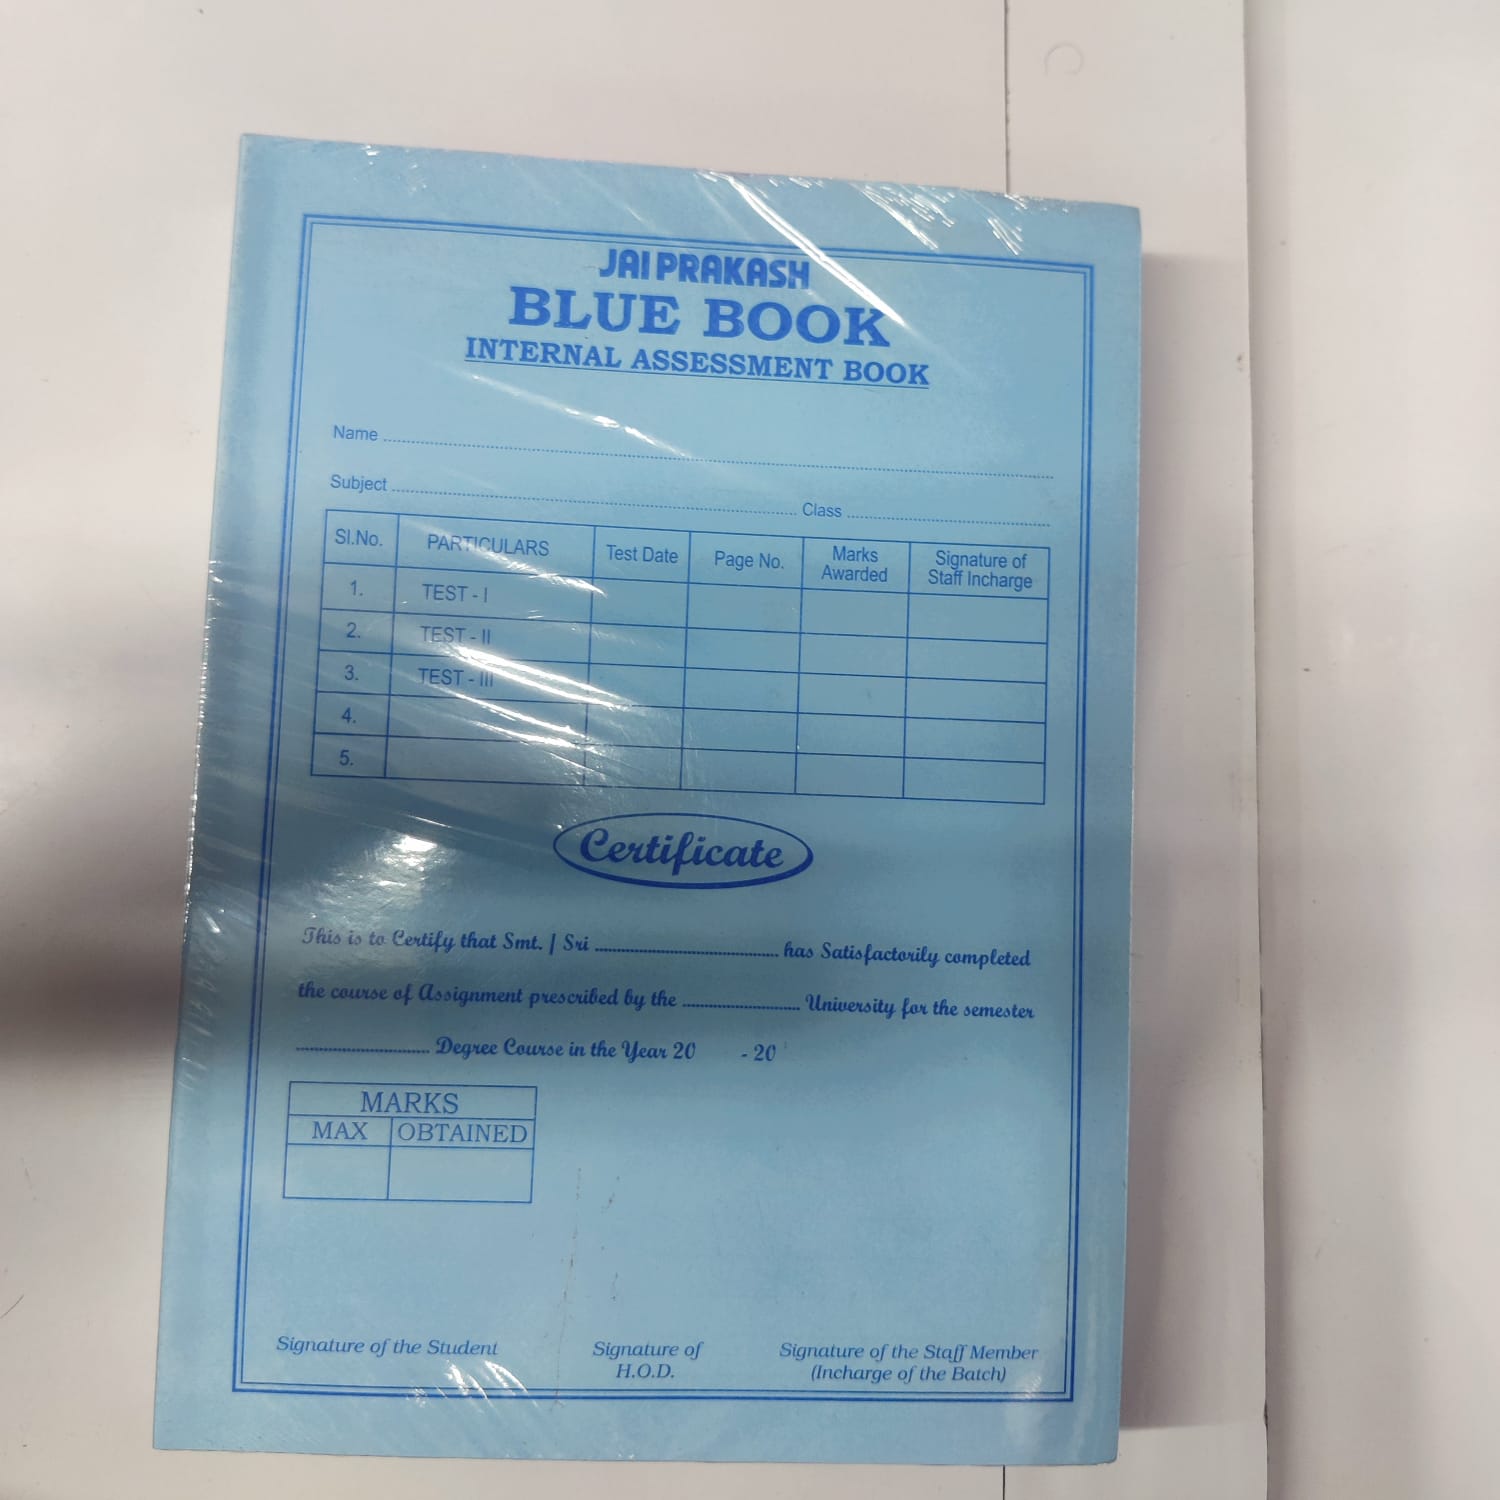 JAI PRAKASH
BLUE BOOK
INTERNAL ASSESSMENT BOOK
Name
Subject Class
Sl.No. PARTICULARS Test Date Page No. Marks Awarded Signature of Staff Incharge
1. TEST - I
2. TEST - II
3. TEST - III
4.
5.
Certificate
This is to Certify that Smt. / Sri has Satisfactorily completed
the course of Assignment prescribed by the University for the semester
Degree Course in the Year 20 - 20
MARKS
MAX OBTAINED
Signature of the Student Signature of H.O.D. Signature of the Staff Member (Incharge of the Batch)